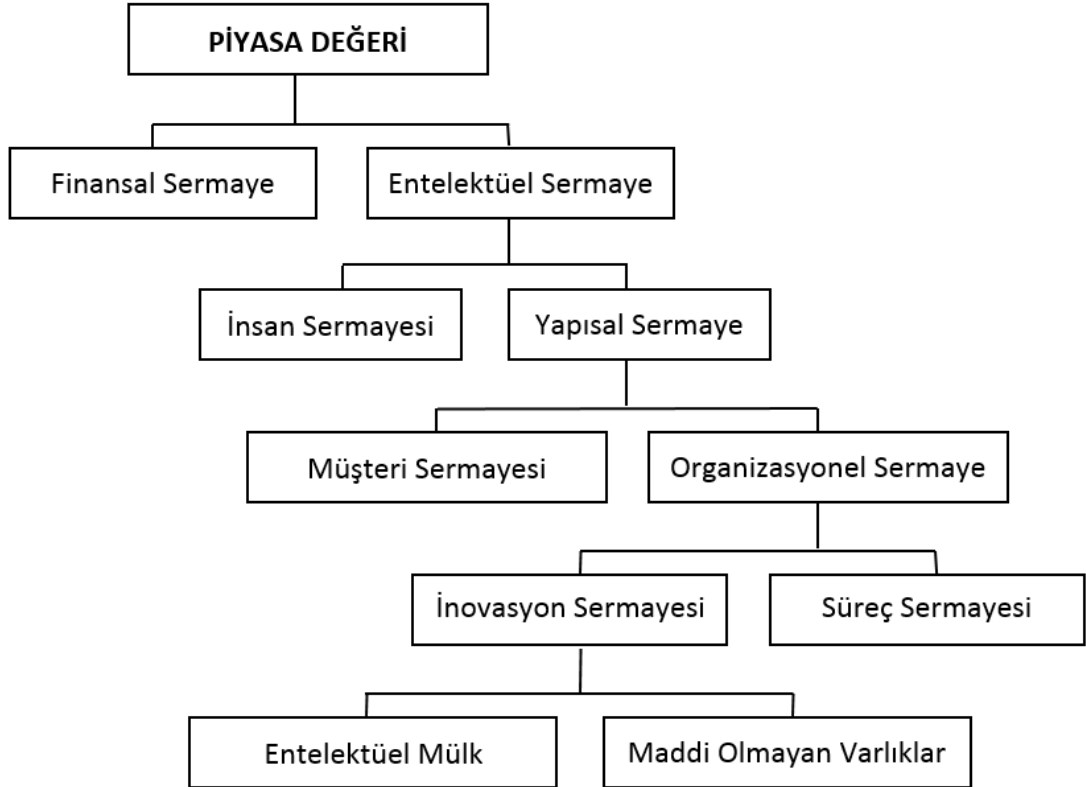 PİYASA DEĞERİ
Finansal Sermaye
Entelektüel Sermaye
İnsan Sermayesi
Yapısal Sermaye
Müşteri Sermayesi
Organizasyonel Sermaye
İnovasyon Sermayesi
Süreç Sermayesi
Entelektüel Mülk
Maddi Olmayan Varlıklar